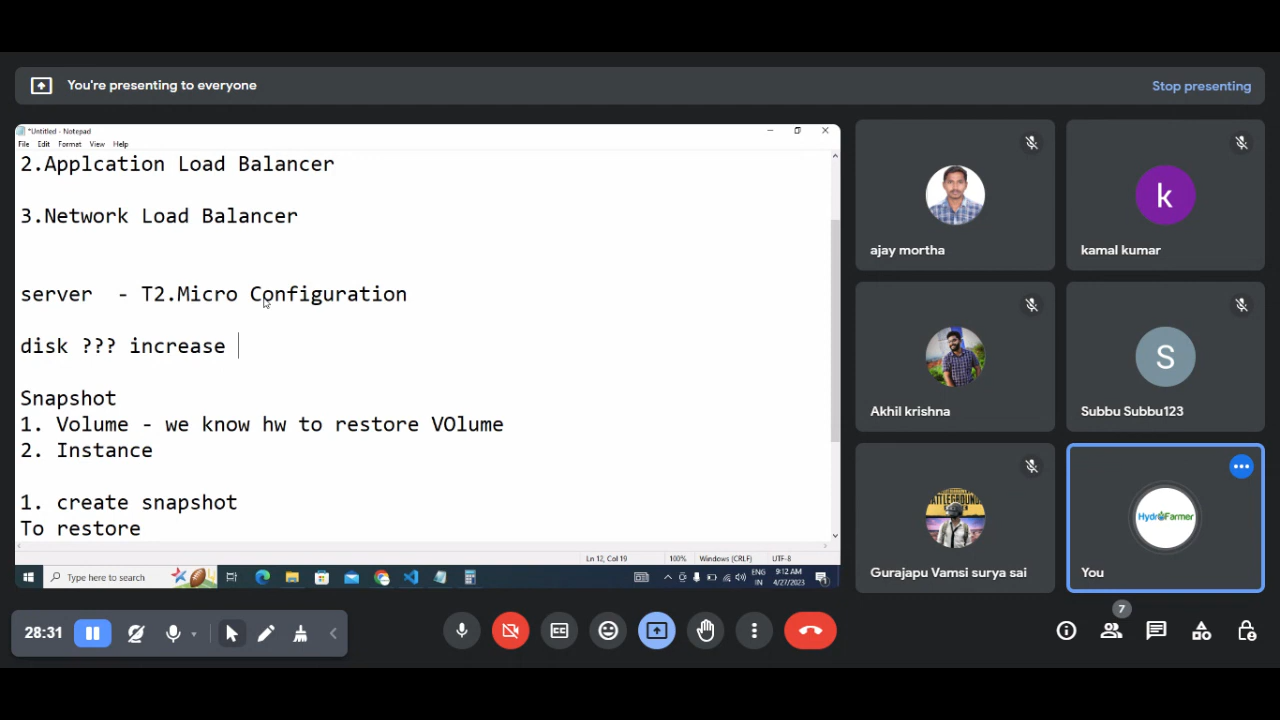 You're presenting to everyone
Stop presenting
*Untitled - Notepad
File Edit Format View Help
2.Applcation Load Balancer
3.Network Load Balancer
server - T2.Micro Configuration
disk ??? increase
Snapshot
1. Volume - we know hw to restore VOlume
2. Instance
1. create snapshot
To restore
Ln 12, Col 19
100%
Windows (CRLF)
UTF-8
Type here to search
ENG
IN
9:12 AM
4/27/2023
ajay mortha
k
kamal kumar
Akhil krishna
S
Subbu Subbu123
BATTLEGROUNDS
Gurajapu Vamsi surya sai
HydroFarmer
You
28:31
7